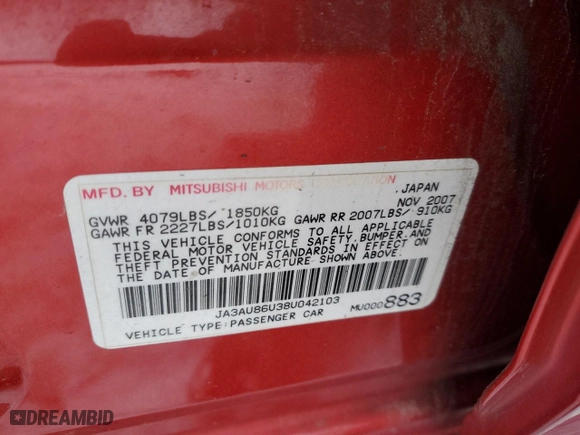 MFD. BY MITSUBISHI MOTORS CORPORATION ,JAPAN
NOV 2007
GVWR 4079LBS/ 1850KG
GAWR FR 2227LBS/1010KG GAWR RR 2007LBS/ 910KG
THIS VEHICLE CONFORMS TO ALL APPLICABLE
FEDERAL MOTOR VEHICLE SAFETY,BUMPER,AND
THEFT PREVENTION STANDARDS IN EFFECT ON
THE DATE OF MANUFACTURE SHOWN ABOVE.
JA3AU86U38U042103
VEHICLE TYPE:PASSENGER CAR MU000883
DREAMBID